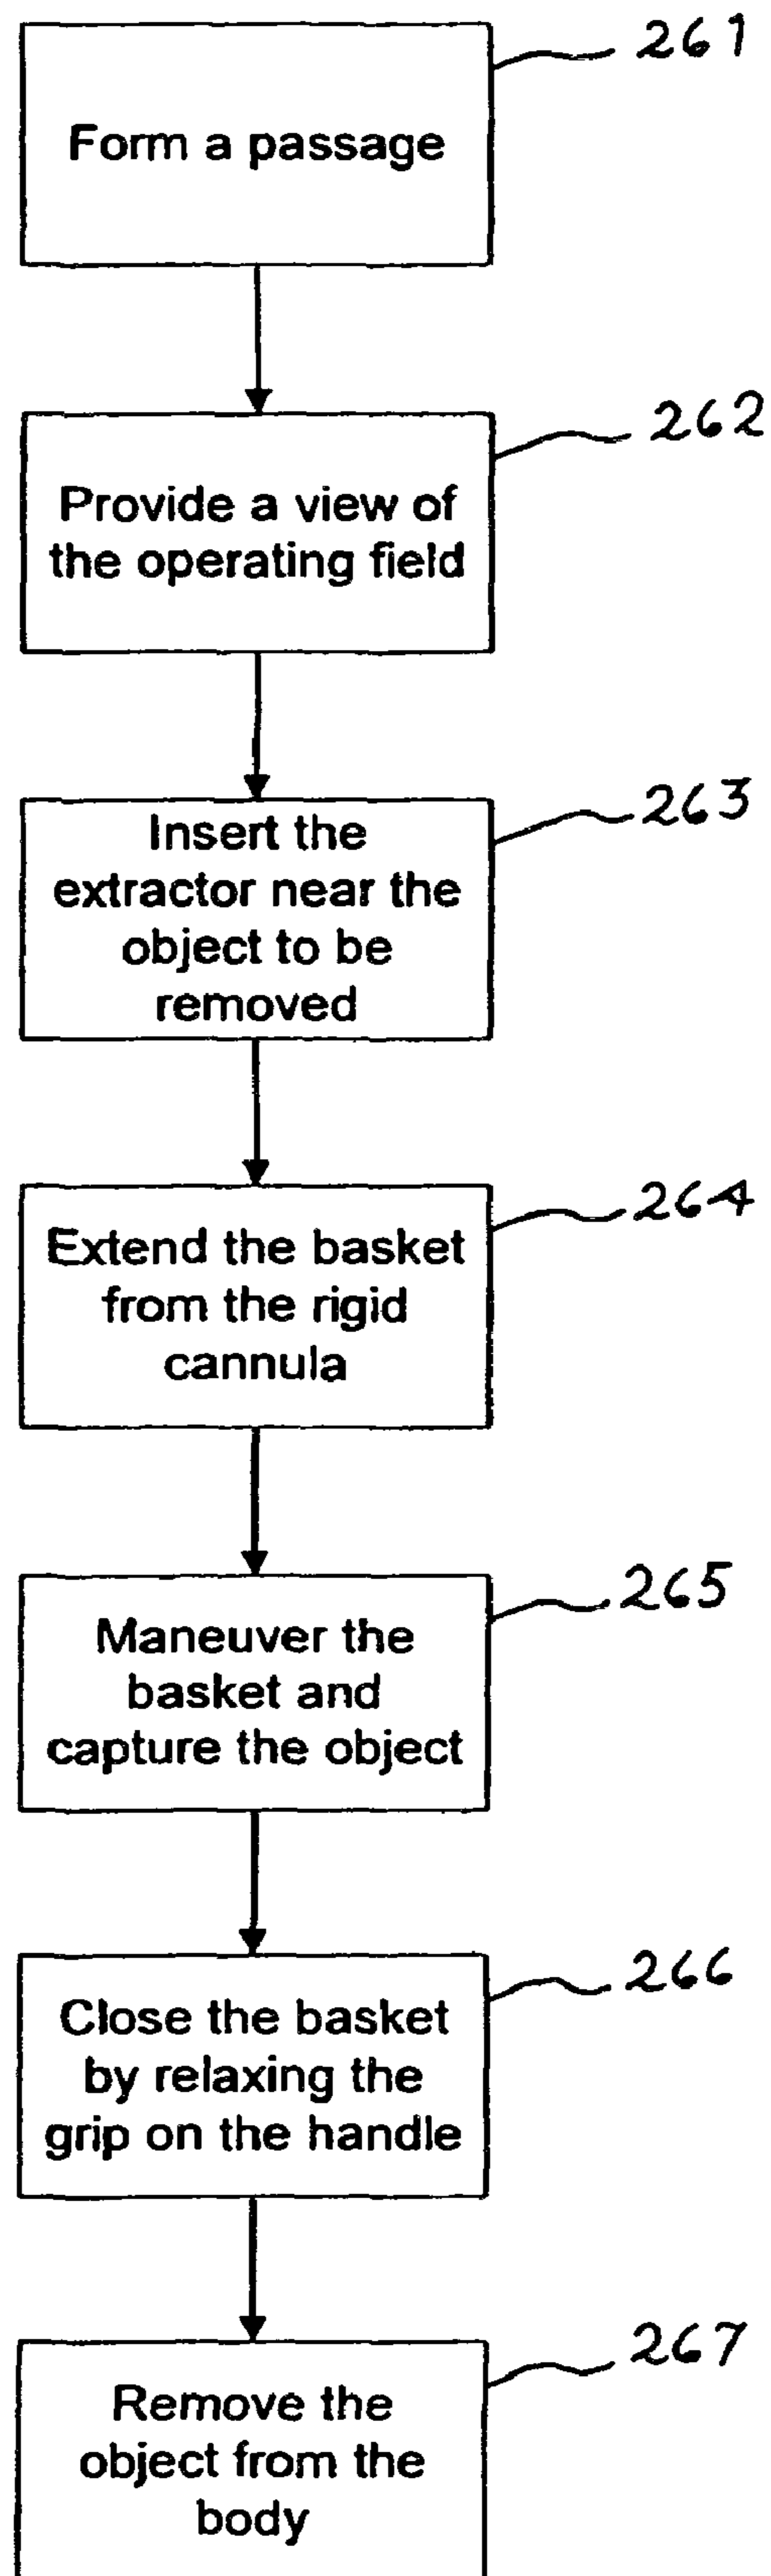 261
Form a passage
262
Provide a view of
the operating field
263
Insert the
extractor near the
object to be
removed
264
Extend the basket
from the rigid
cannula
265
Maneuver the
basket and
capture the object
266
Close the basket
by relaxing the
grip on the handle
267
Remove the
object from the
body